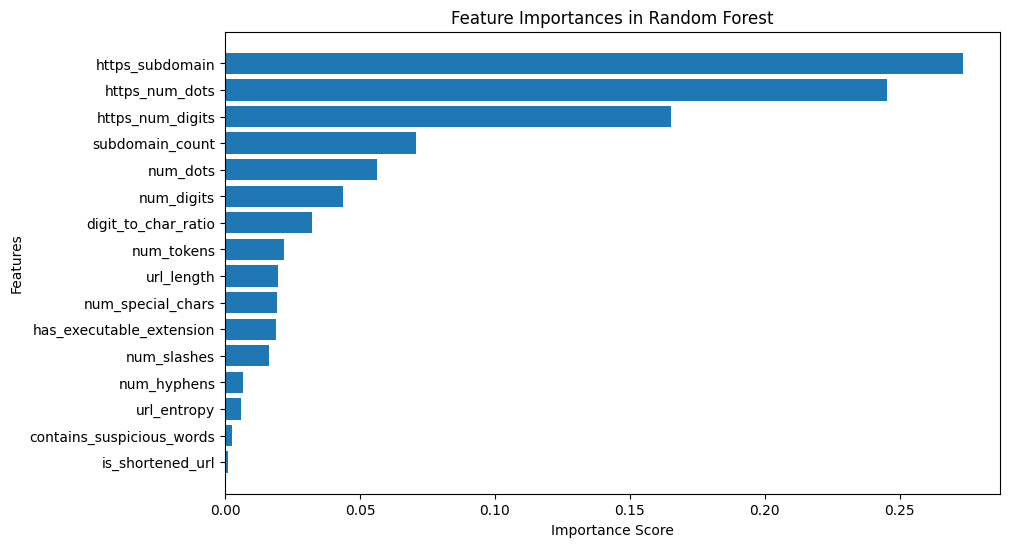 Feature Importances in Random Forest
https_subdomain
https_num_dots
https_num_digits
subdomain_count
num_dots
num_digits
digit_to_char_ratio
num_tokens
url_length
num_special_chars
has_executable_extension
num_slashes
num_hyphens
url_entropy
contains_suspicious_words
is_shortened_url
Features
0.00 0.05 0.10 0.15 0.20 0.25
Importance Score